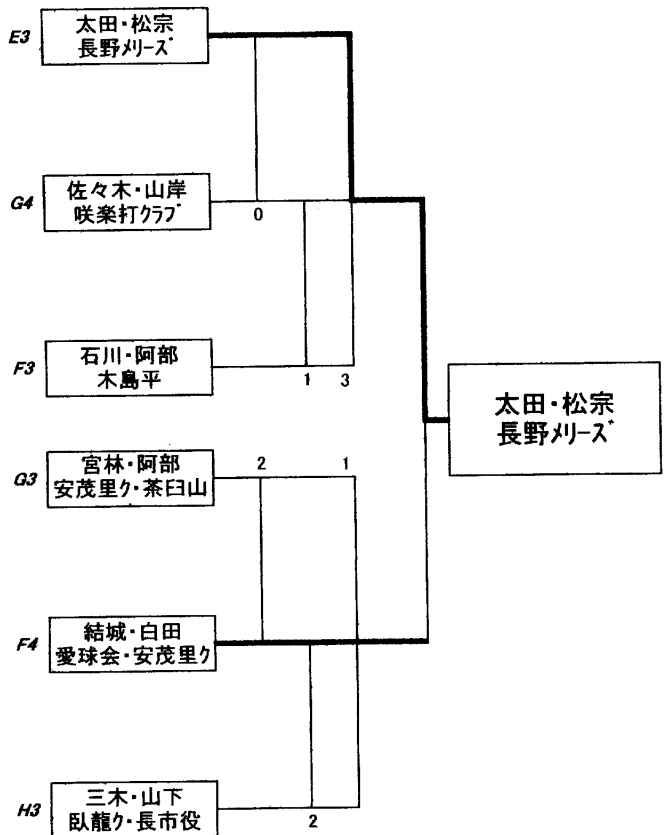 E3
太田・松宗
長野ﾒﾘｰｽﾞ
G4
佐々木・山岸
咲楽打ｸﾗﾌﾞ
0
F3
石川・阿部
木島平
1 3
太田・松宗
長野ﾒﾘｰｽﾞ
G3
宮林・阿部
安茂里ｸ・茶臼山
2 1
F4
結城・白田
愛球会・安茂里ｸ
H3
三木・山下
臥龍ｸ・長市役
2